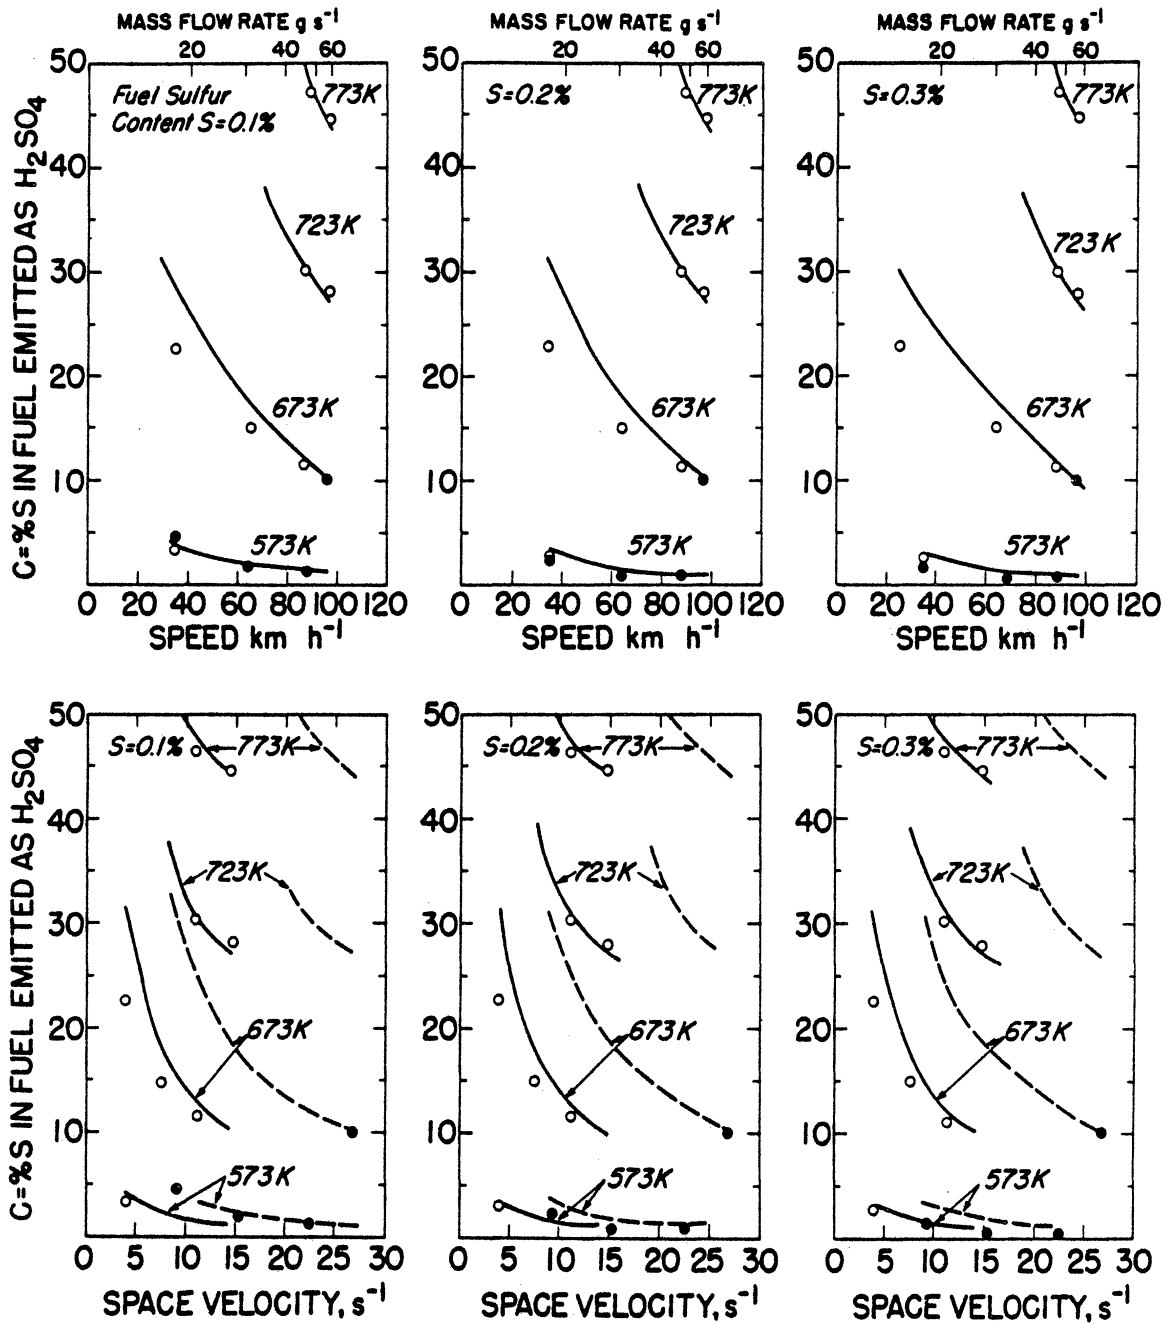 MASS FLOW RATE g s⁻¹ MASS FLOW RATE g s⁻¹ MASS FLOW RATE g s⁻¹
20 40 60 20 40 60 20 40 60
C=%S IN FUEL EMITTED AS H₂SO₄
50 50 50
Fuel Sulfur
Content S=0.1%
773K
S=0.2% 773K
S=0.3% 773K
40 40 40
723K 723K 723K
30 30 30
20 20 20
673K 673K 673K
10 10 10
573K 573K 573K
0 20 40 60 80 100 120 0 20 40 60 80 100 120 0 20 40 60 80 100 120
SPEED km h⁻¹ SPEED km h⁻¹ SPEED km h⁻¹
C=%S IN FUEL EMITTED AS H₂SO₄
50 50 50
S=0.1% 773K S=0.2% 773K S=0.3% 773K
40 40 40
723K 723K 723K
30 30 30
673K 673K 673K
20 20 20
10 10 10
573K 573K 573K
0 5 10 15 20 25 30 0 5 10 15 20 25 30 0 5 10 15 20 25 30
SPACE VELOCITY, s⁻¹ SPACE VELOCITY, s⁻¹ SPACE VELOCITY, s⁻¹